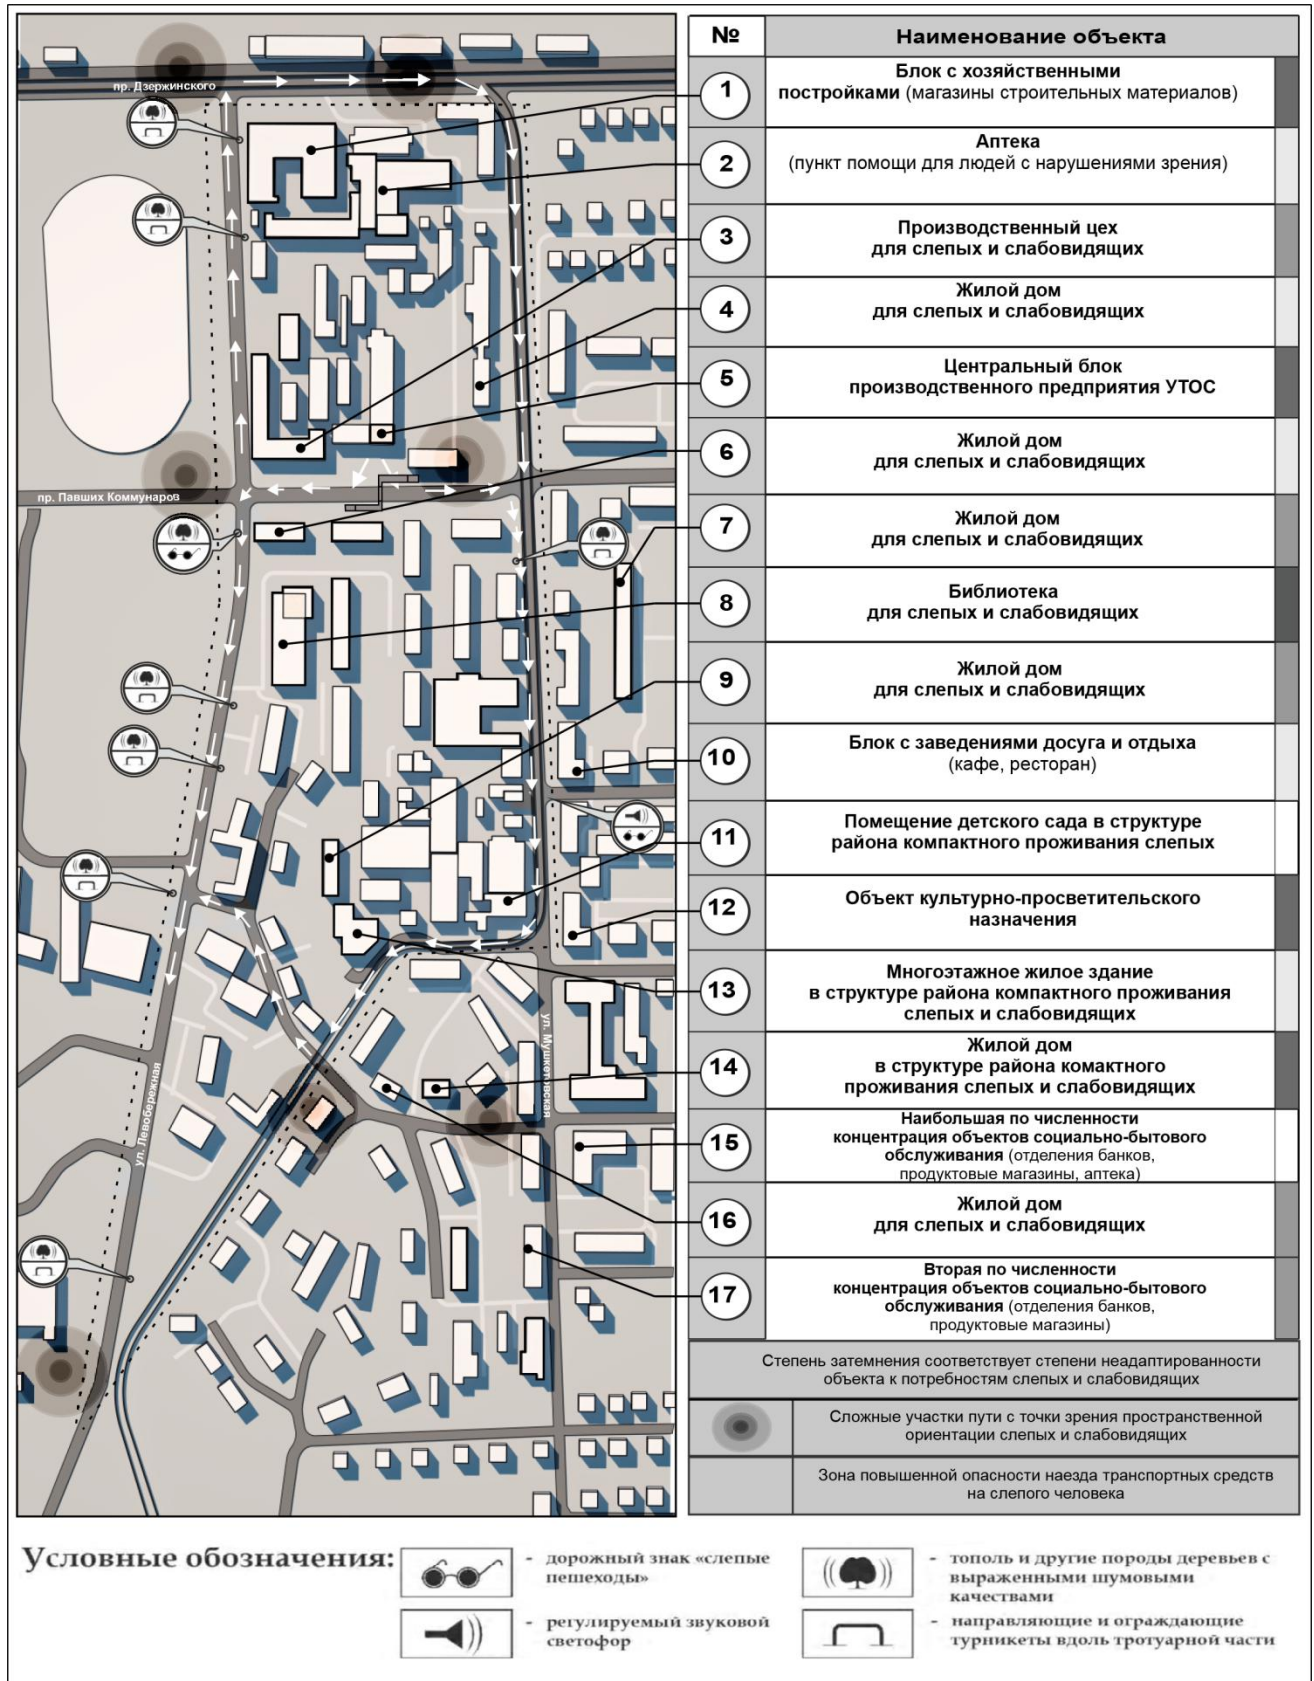 пр. Дзержинского
пр. Павших Коммунаров
ул. Мушкетовская
ул. Левобережная
№
Наименование объекта
1
Блок с хозяйственными
постройками (магазины строительных материалов)
2
Аптека
(пункт помощи для людей с нарушениями зрения)
3
Производственный цех
для слепых и слабовидящих
4
Жилой дом
для слепых и слабовидящих
5
Центральный блок
производственного предприятия УТОС
6
Жилой дом
для слепых и слабовидящих
7
Жилой дом
для слепых и слабовидящих
8
Библиотека
для слепых и слабовидящих
9
Жилой дом
для слепых и слабовидящих
10
Блок с заведениями досуга и отдыха
(кафе, ресторан)
11
Помещение детского сада в структуре
района компактного проживания слепых
12
Объект культурно-просветительского
назначения
13
Многоэтажное жилое здание
в структуре района компактного проживания
слепых и слабовидящих
14
Жилой дом
в структуре района комактного
проживания слепых и слабовидящих
15
Наибольшая по численности
концентрация объектов социально-бытового
обслуживания (отделения банков,
продуктовые магазины, аптека)
16
Жилой дом
для слепых и слабовидящих
17
Вторая по численности
концентрация объектов социально-бытового
обслуживания (отделения банков,
продуктовые магазины)
Степень затемнения соответствует степени неадаптированности
объекта к потребностям слепых и слабовидящих
Сложные участки пути с точки зрения пространственной
ориентации слепых и слабовидящих
Зона повышенной опасности наезда транспортных средств
на слепого человека
Условные обозначения:
- дорожный знак «слепые
пешеходы»
- регулируемый звуковой
светофор
- тополь и другие породы деревьев с
выраженными шумовыми
качествами
- направляющие и ограждающие
турникеты вдоль тротуарной части